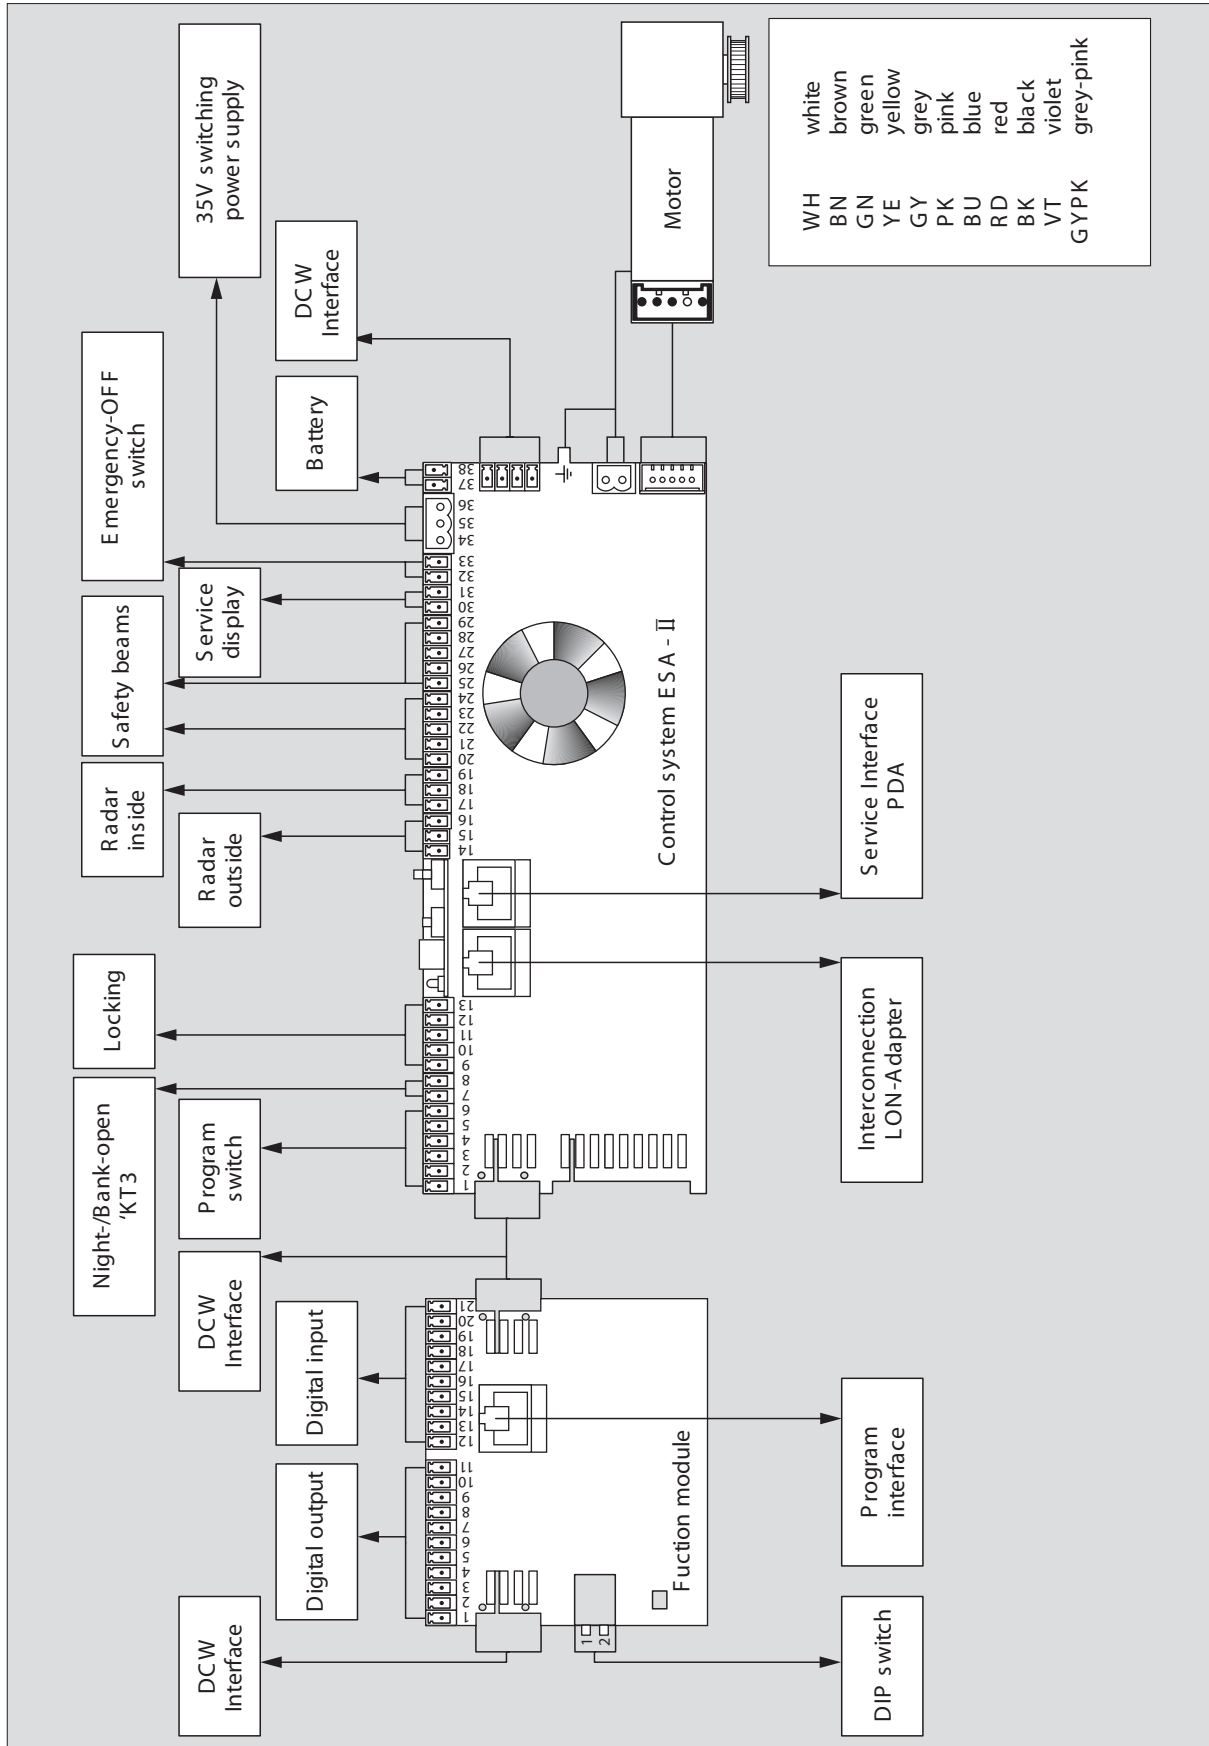 DCW
Interface
Digital output
Digital input
DCW
Interface
Night-/Bank-open
'KT3
Program
switch
Locking
Radar
outside
Radar
inside
Safety beams
Service
display
Emergency-OFF
switch
Battery
DCW
Interface
35V switching
power supply
1 2 3 4 5 6 7 8 9 10 11 12 13 14 15 16 17 18 19 20 21
1 2 3 4 5 6 7 8 9 10 11 12 13 14 15 16 17 18 19 20 21 22 23 24 25 26 27 28 29 30 31 32 33 34 35 36 37 38
1
2
Fuction module
Control system ESA - II
Motor
DIP switch
Program
interface
Interconnection
LON-Adapter
Service Interface
PDA
WH white
BN brown
GN green
YE yellow
GY grey
PK pink
BU blue
RD red
BK black
VT violet
GYPK grey-pink